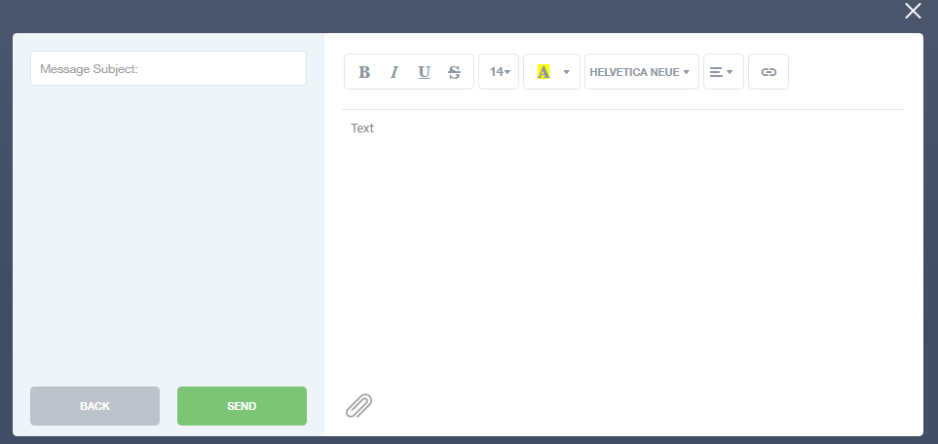 Message Subject:
B I U S 14 A HELVETICA NEUE
Text
BACK SEND